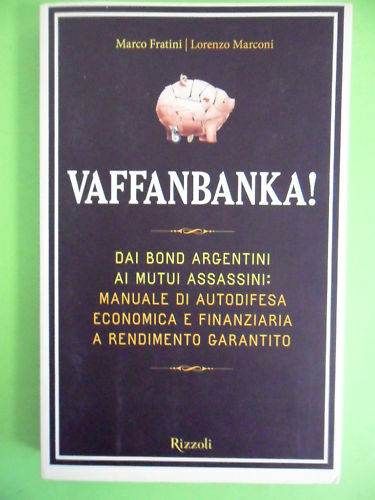 Marco Fratini | Lorenzo Marconi
VAFFANBANKA!
DAI BOND ARGENTINI
AI MUTUI ASSASSINI:
MANUALE DI AUTODIFESA
ECONOMICA E FINANZIARIA
A RENDIMENTO GARANTITO
Rizzoli